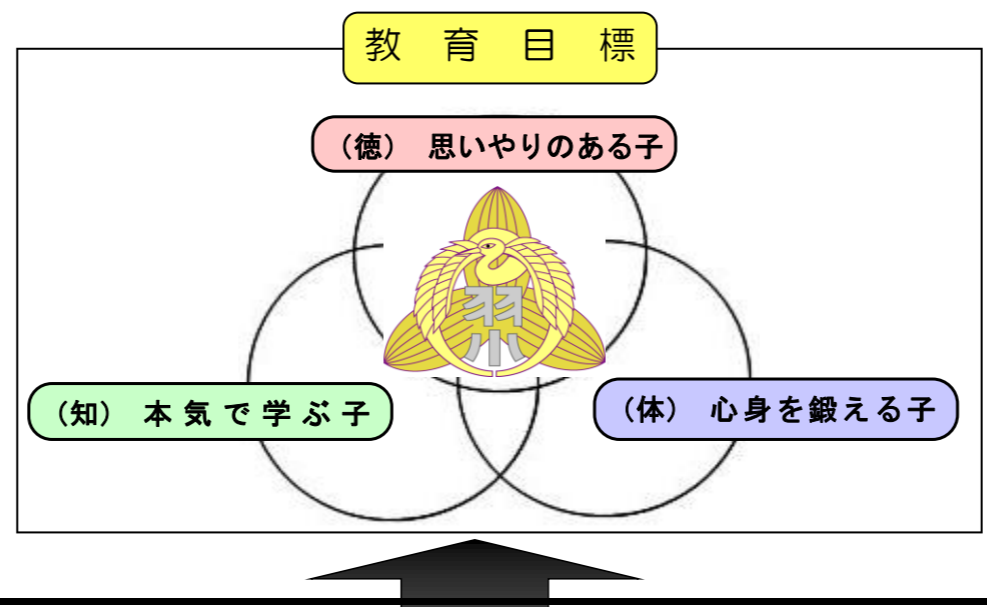 教育目標
(徳) 思いやりのある子
羽
小
(知) 本気で学ぶ子
(体) 心身を鍛える子